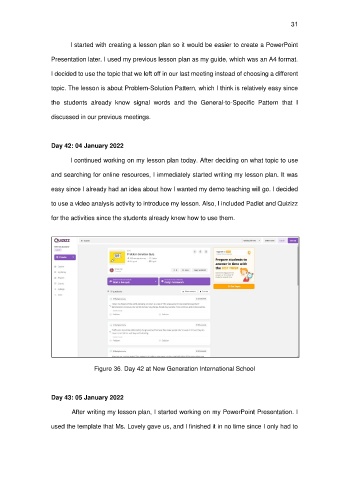 31
I started with creating a lesson plan so it would be easier to create a PowerPoint
Presentation later. I used my previous lesson plan as my guide, which was an A4 format.
I decided to use the topic that we left off in our last meeting instead of choosing a different
topic. The lesson is about Problem-Solution Pattern, which I think is relatively easy since
the students already know signal words and the General-to-Specific Pattern that I
discussed in our previous meetings.
Day 42: 04 January 2022
I continued working on my lesson plan today. After deciding on what topic to use
and searching for online resources, I immediately started writing my lesson plan. It was
easy since I already had an idea about how I wanted my demo teaching will go. I decided
to use a video analysis activity to introduce my lesson. Also, I included Padlet and Quizizz
for the activities since the students already knew how to use them.
Quizizz
Prepare students to
Figure 36. Day 42 at New Generation International School
Day 43: 05 January 2022
After writing my lesson plan, I started working on my PowerPoint Presentation. I
used the template that Ms. Lovely gave us, and I finished it in no time since I only had to